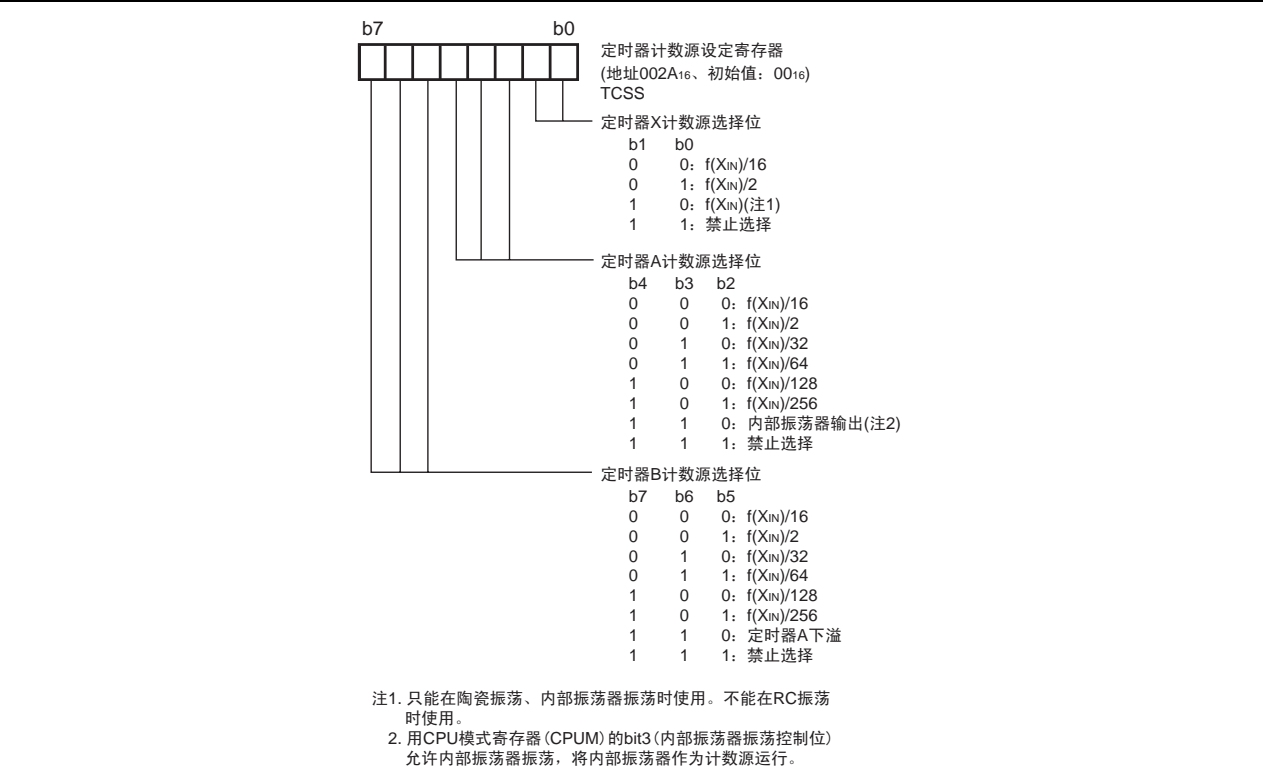 b7 b0
定时器计数源设定寄存器
(地址002A16、初始值：0016)
TCSS
定时器X计数源选择位
b1 b0
0 0：f(XIN)/16
0 1：f(XIN)/2
1 0：f(XIN)(注1)
1 1：禁止选择
定时器A计数源选择位
b4 b3 b2
0 0 0：f(XIN)/16
0 0 1：f(XIN)/2
0 1 0：f(XIN)/32
0 1 1：f(XIN)/64
1 0 0：f(XIN)/128
1 0 1：f(XIN)/256
1 1 0：内部振荡器输出(注2)
1 1 1：禁止选择
定时器B计数源选择位
b7 b6 b5
0 0 0：f(XIN)/16
0 0 1：f(XIN)/2
0 1 0：f(XIN)/32
0 1 1：f(XIN)/64
1 0 0：f(XIN)/128
1 0 1：f(XIN)/256
1 1 0：定时器A下溢
1 1 1：禁止选择
注1. 只能在陶瓷振荡、内部振荡器振荡时使用。不能在RC振荡
时使用。
2. 用CPU模式寄存器(CPUM)的bit3(内部振荡器振荡控制位)
允许内部振荡器振荡，将内部振荡器作为计数源运行。